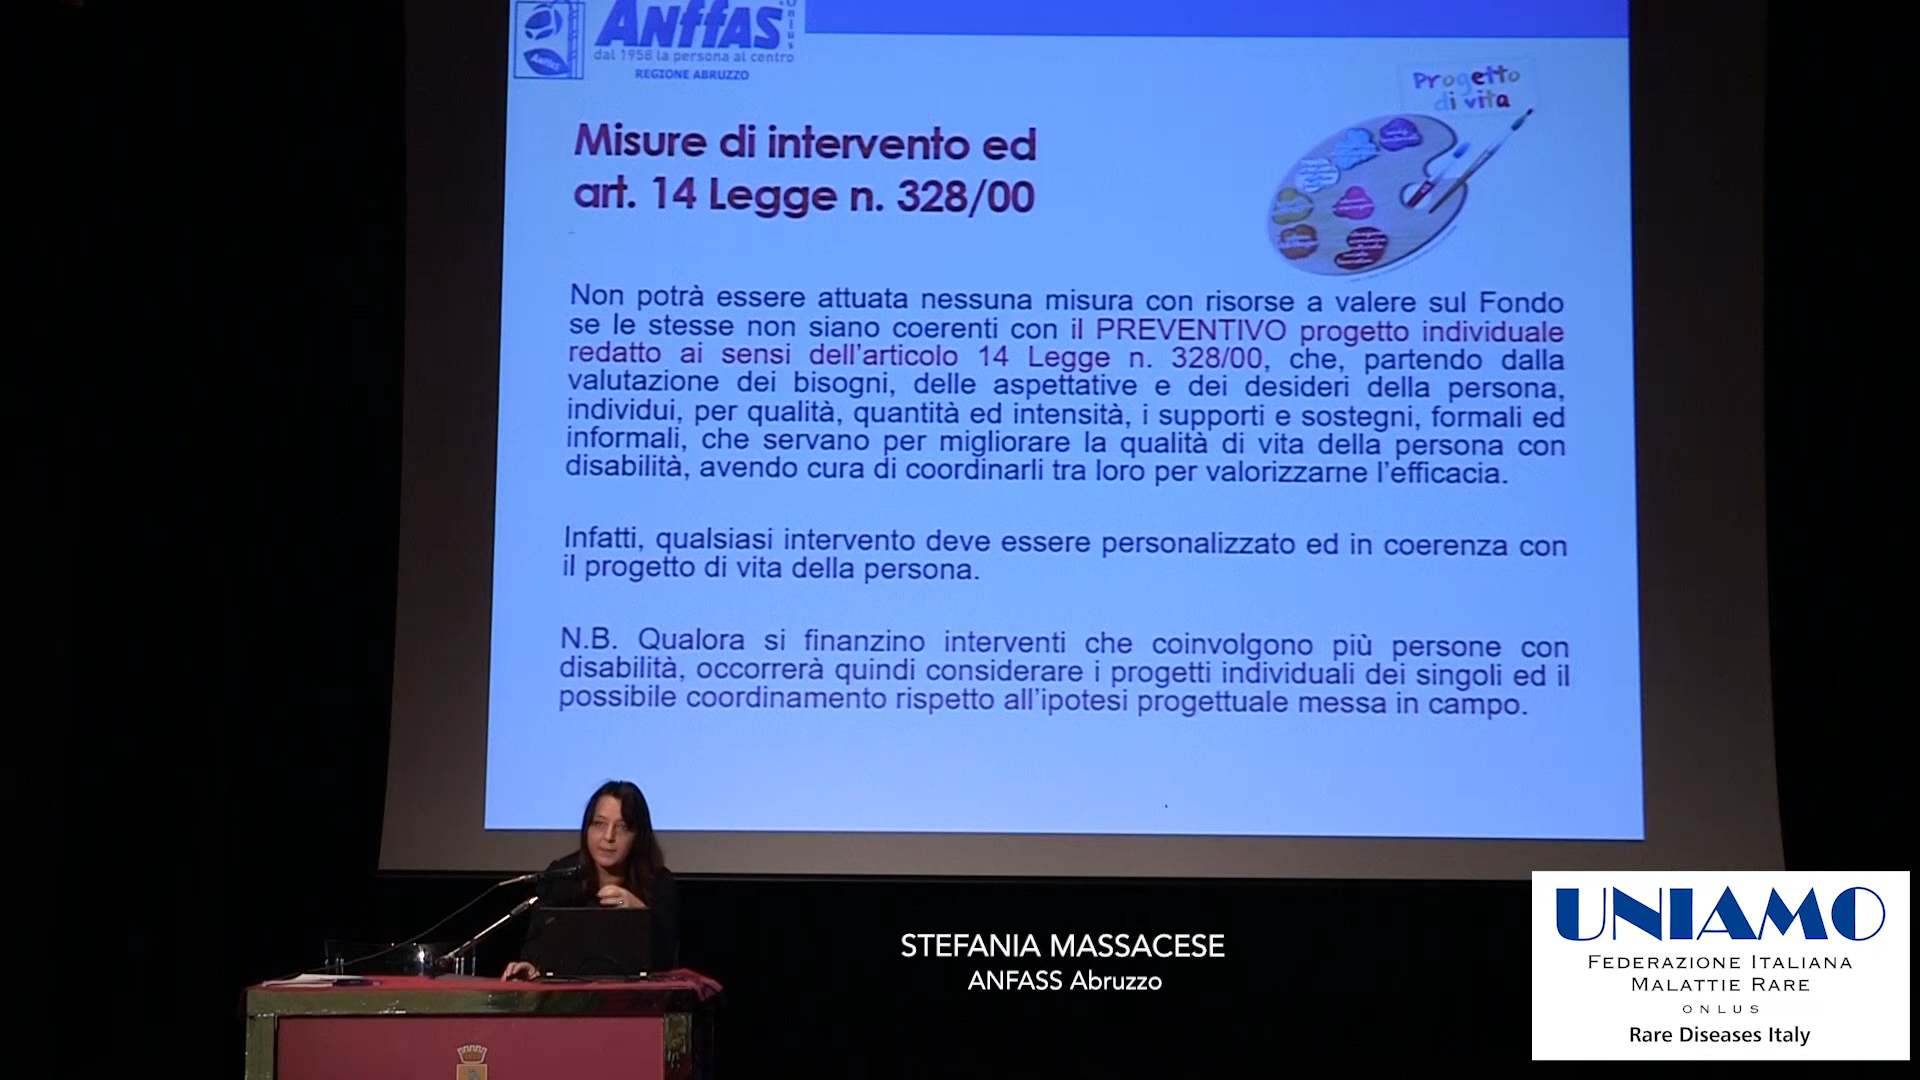 ANffAS
Onlus
dal 1958 la persona al centro
REGIONE ABRUZZO
Progetto
di vita
Misure di intervento ed
art. 14 Legge n. 328/00
Non potrà essere attuata nessuna misura con risorse a valere sul Fondo
se le stesse non siano coerenti con il PREVENTIVO progetto individuale
redatto ai sensi dell'articolo 14 Legge n. 328/00, che, partendo dalla
valutazione dei bisogni, delle aspettative e dei desideri della persona,
individui, per qualità, quantità ed intensità, i supporti e sostegni, formali ed
informali, che servano per migliorare la qualità di vita della persona con
disabilità, avendo cura di coordinarli tra loro per valorizzarne l'efficacia.
Infatti, qualsiasi intervento deve essere personalizzato ed in coerenza con
il progetto di vita della persona.
N.B. Qualora si finanzino interventi che coinvolgono più persone con
disabilità, occorrerà quindi considerare i progetti individuali dei singoli ed il
possibile coordinamento rispetto all'ipotesi progettuale messa in campo.
STEFANIA MASSACESE
ANFASS Abruzzo
UNIAMO
FEDERAZIONE ITALIANA
MALATTIE RARE
ONLUS
Rare Diseases Italy